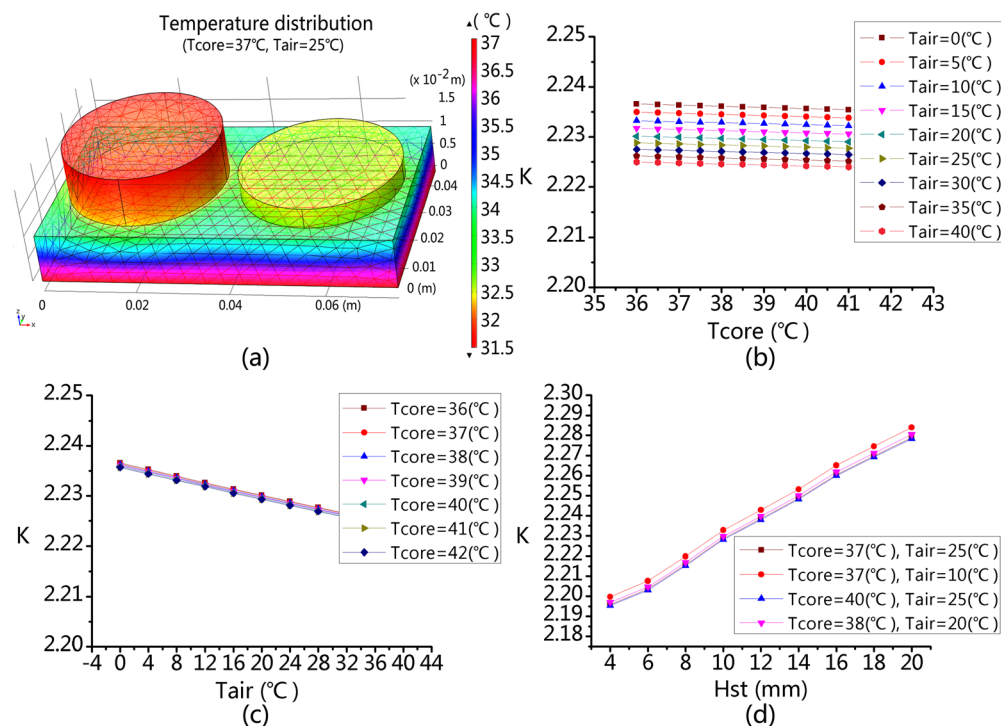 Temperature distribution
(Tcore=37℃, Tair=25℃)
(℃)
37
36.5
36
35.5
35
34.5
34
33.5
33
32.5
32
31.5
(x 10⁻² m)
1.5
1
0.5
0
0.04
0.03
0.02
0.01
0 (m)
0
0.02
0.04
0.06 (m)
z
y
x
(a)
2.25
2.24
2.23
2.22
2.21
2.20
K
35 36 37 38 39 40 41 42 43
Tcore (℃)
Tair=0(℃)
Tair=5(℃)
Tair=10(℃)
Tair=15(℃)
Tair=20(℃)
Tair=25(℃)
Tair=30(℃)
Tair=35(℃)
Tair=40(℃)
(b)
2.25
2.24
2.23
2.22
2.21
2.20
K
-4 0 4 8 12 16 20 24 28 32 36 40 44
Tair (℃)
Tcore=36(℃)
Tcore=37(℃)
Tcore=38(℃)
Tcore=39(℃)
Tcore=40(℃)
Tcore=41(℃)
Tcore=42(℃)
(c)
2.30
2.29
2.28
2.26
2.25
2.24
2.22
2.21
2.20
2.19
2.18
K
4 6 8 10 12 14 16 18 20
Hst (mm)
Tcore=37(℃), Tair=25(℃)
Tcore=37(℃), Tair=10(℃)
Tcore=40(℃), Tair=25(℃)
Tcore=38(℃), Tair=20(℃)
(d)